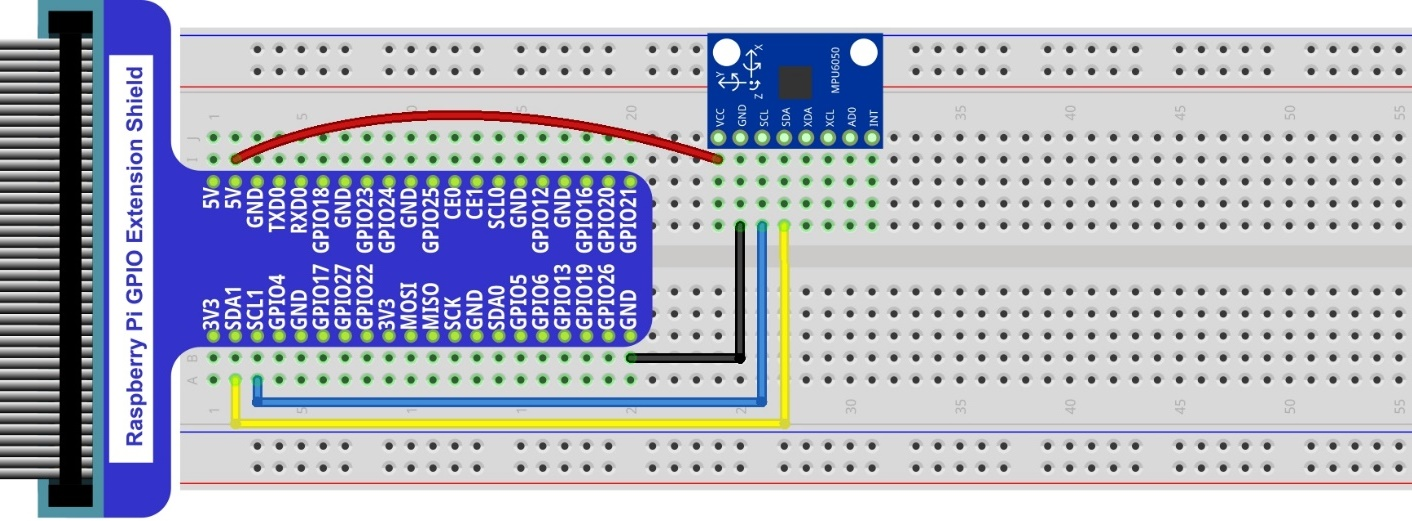 Raspberry Pi GPIO Extension Shield
5V
5V
GND
TXD0
RXD0
GPIO18
GND
GPIO23
GPIO24
GND
GPIO25
CE0
CE1
SCL0
GND
GPIO12
GND
GPIO16
GPIO20
GPIO21
3V3
SDA1
SCL1
GPIO4
GND
GPIO17
GPIO27
GPIO22
3V3
MOSI
MISO
SCK
GND
SDA0
GPIO5
GPIO6
GPIO13
GPIO19
GPIO26
GND
Y
X
Z
MPU6050
VCC
GND
SCL
SDA
XDA
XCL
AD0
INT
1
5
20
35
40
45
50
55
J
I
B
A
1
5
30
35
40
45
50
55